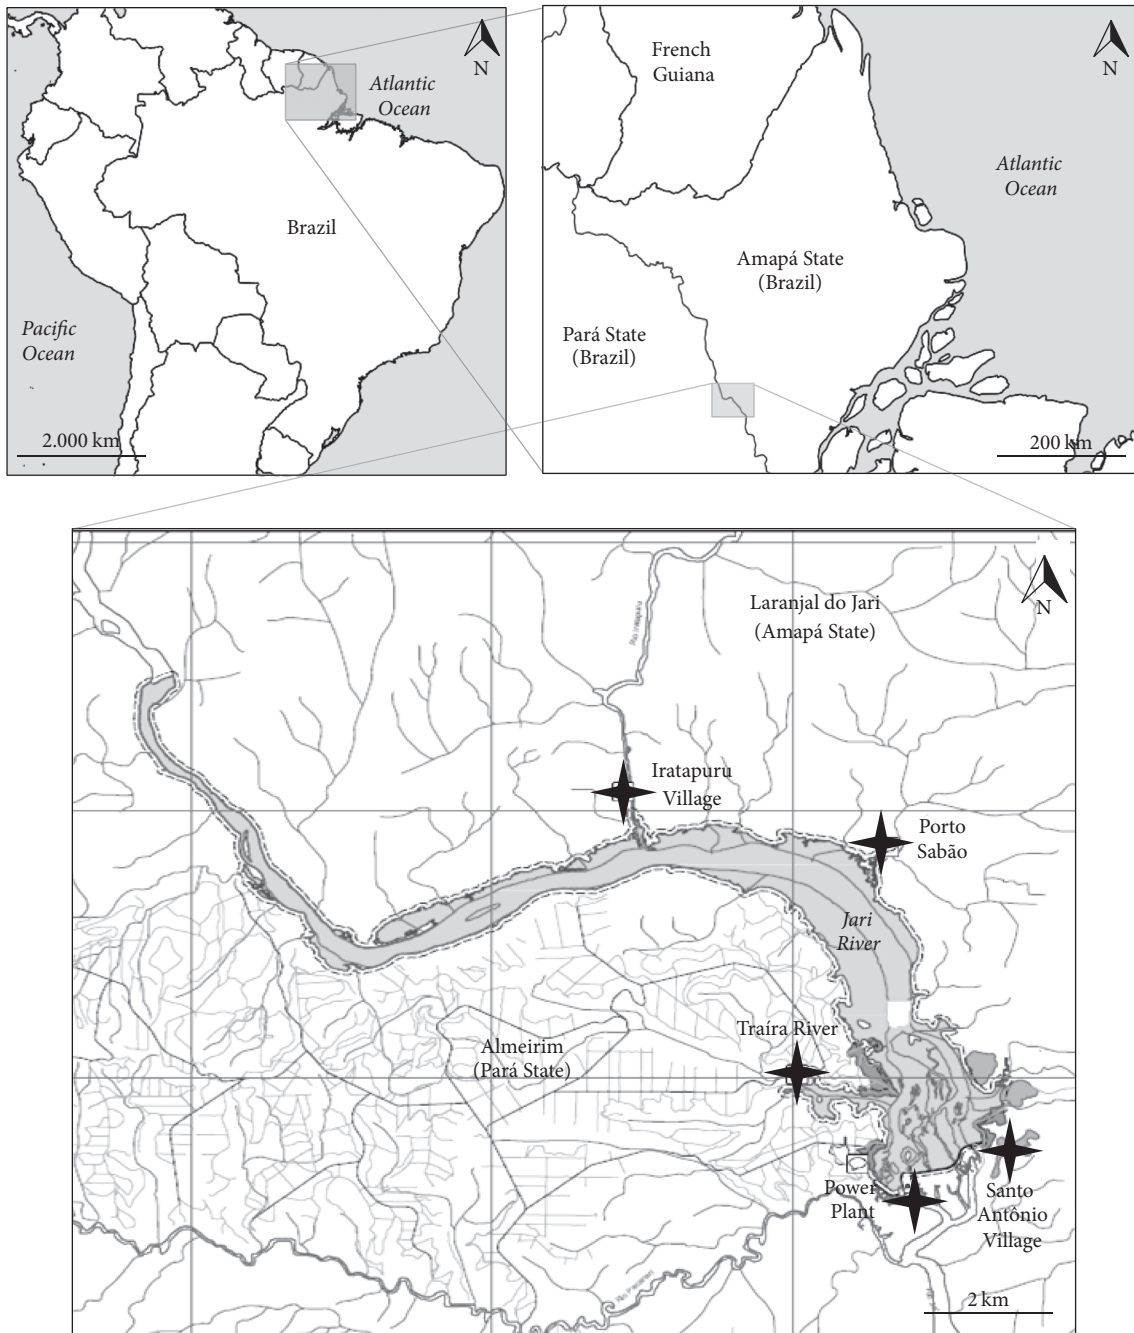 N
Atlantic
Ocean
Brazil
Pacific
Ocean
2.000 km
N
French
Guiana
Atlantic
Ocean
Amapá State
(Brazil)
Pará State
(Brazil)
200 km
N
Laranjal do Jari
(Amapá State)
Rio Iratapuru
Iratapuru
Village
Porto
Sabão
Jari
River
Traíra River
Almeirim
(Pará State)
Power
Plant
Santo
Antônio
Village
2 km